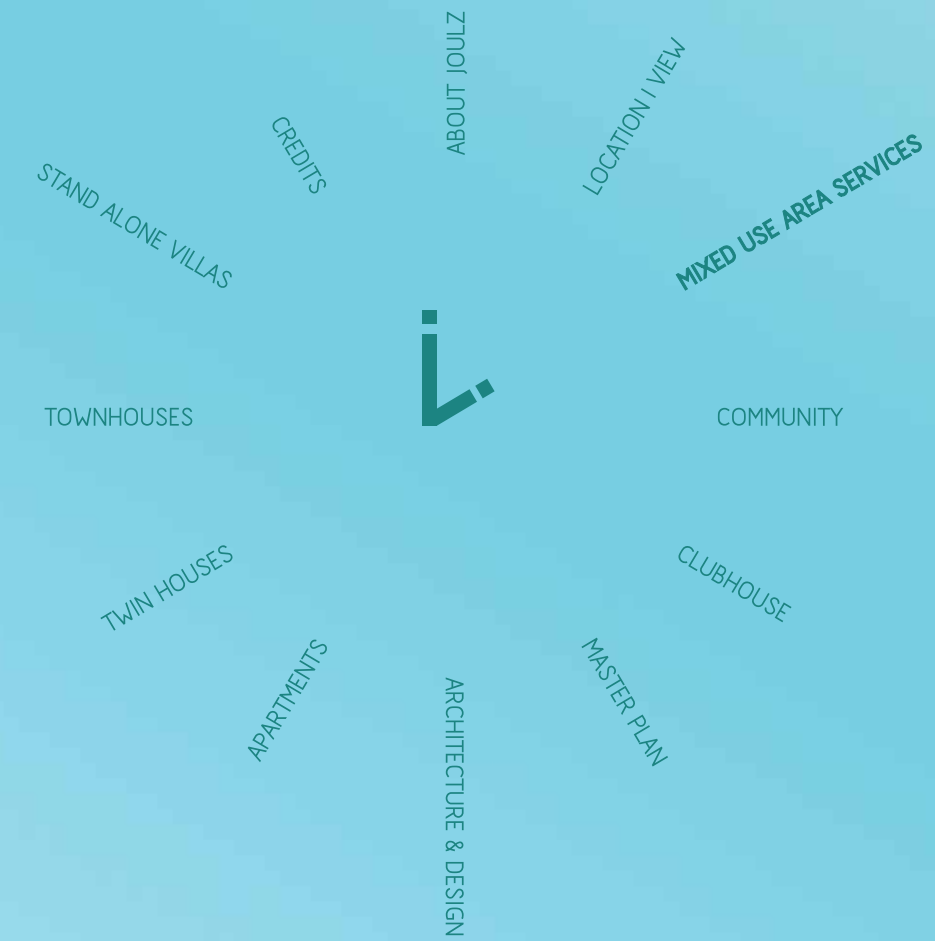 ABOUT JOULZ
LOCATION / VIEW
MIXED USE AREA SERVICES
COMMUNITY
CLUBHOUSE
MASTER PLAN
ARCHITECTURE & DESIGN
APARTMENTS
TWIN HOUSES
TOWNHOUSES
STAND ALONE VILLAS
CREDITS